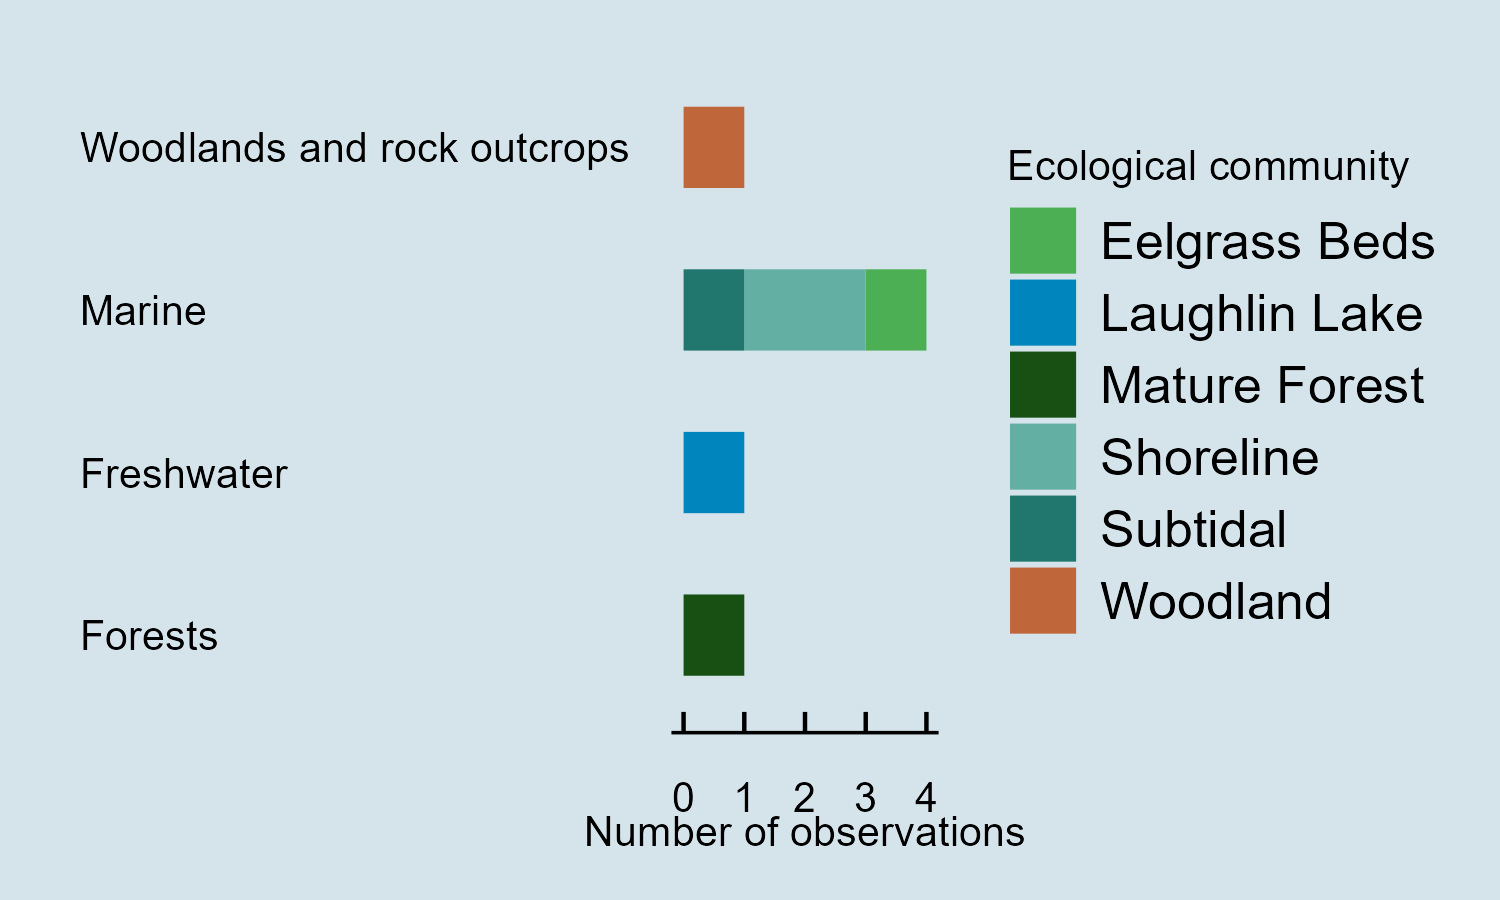 Woodlands and rock outcrops
Marine
Freshwater
Forests
0 1 2 3 4
Number of observations
Ecological community
Eelgrass Beds
Laughlin Lake
Mature Forest
Shoreline
Subtidal
Woodland